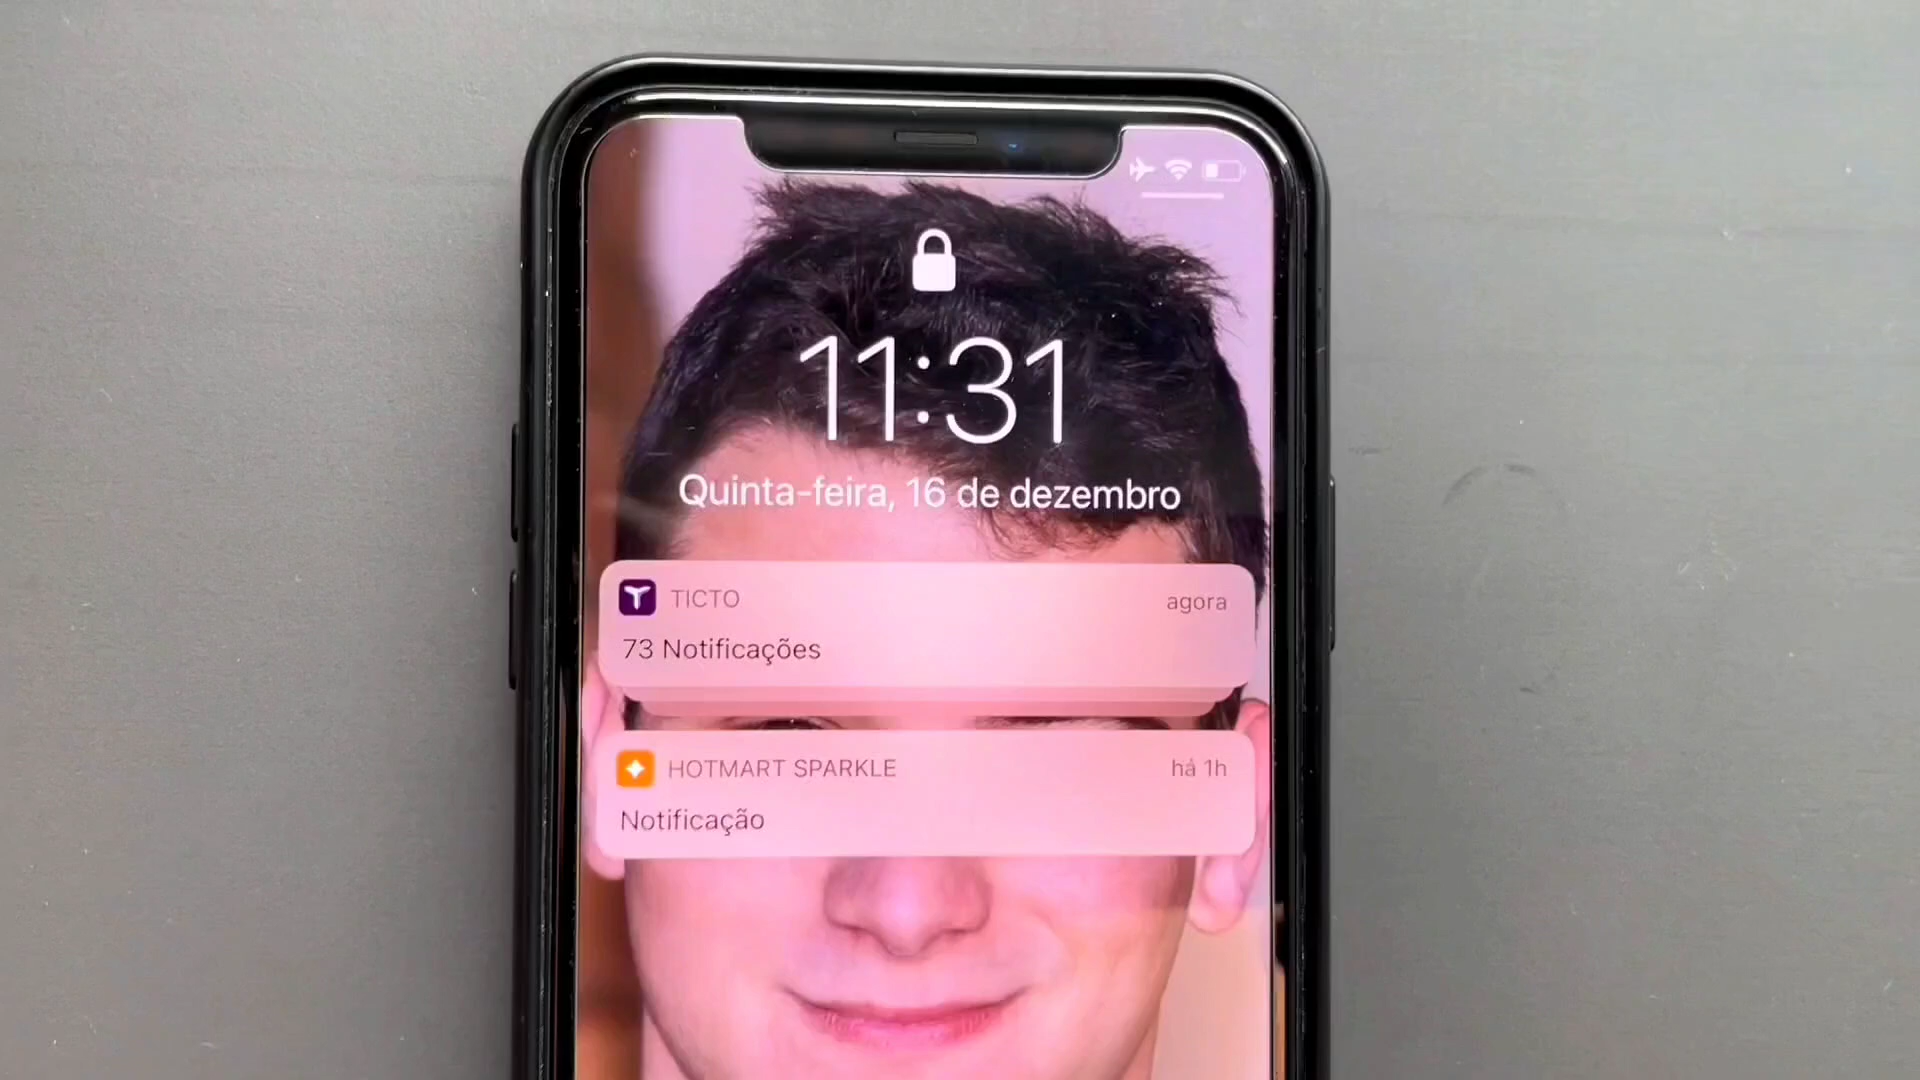 11:31
Quinta-feira, 16 de dezembro
TICTO agora
73 Notificações
HOTMART SPARKLE há 1h
Notificação